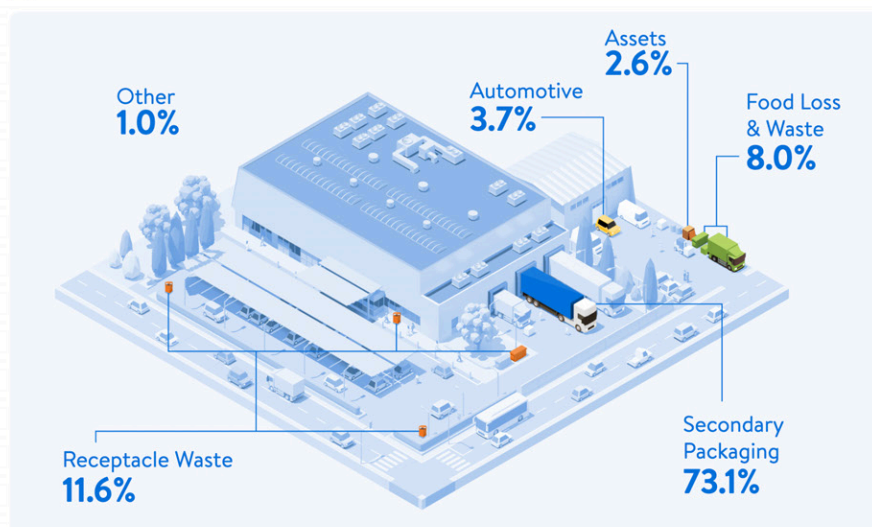 Assets
2.6%
Automotive
3.7%
Other
1.0%
Food Loss
& Waste
8.0%
Receptacle Waste
11.6%
Secondary
Packaging
73.1%